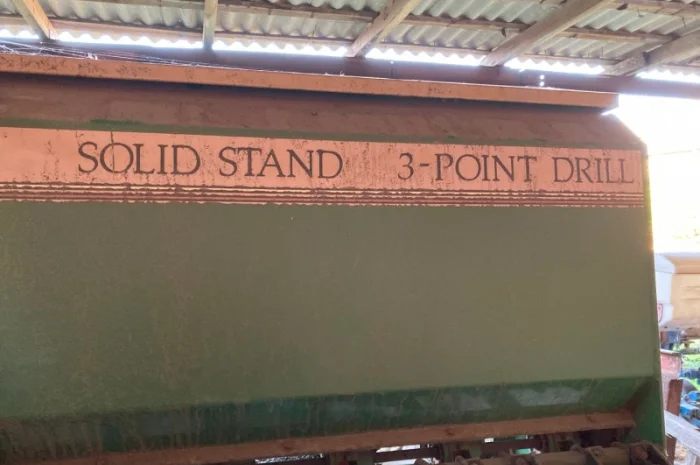 SOLID STAND 3-POINT DRILL